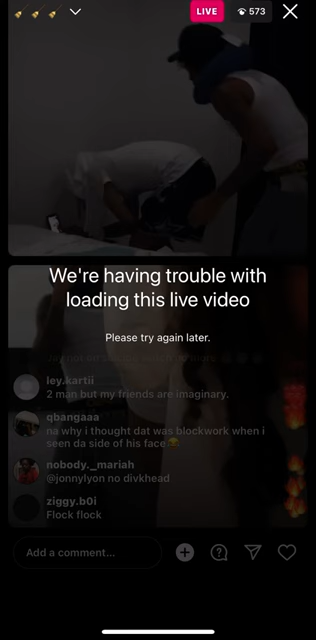 LIVE
573
We're having trouble with
loading this live video
Please try again later.
ley.kartii
2 man but my friends are imaginary.
qbangaaa
na why i thought dat was blockwork when i
seen da side of his face😂
nobody._mariah
@jonnylyon no divkhead
ziggy.b0i
Flock flock
Add a comment...